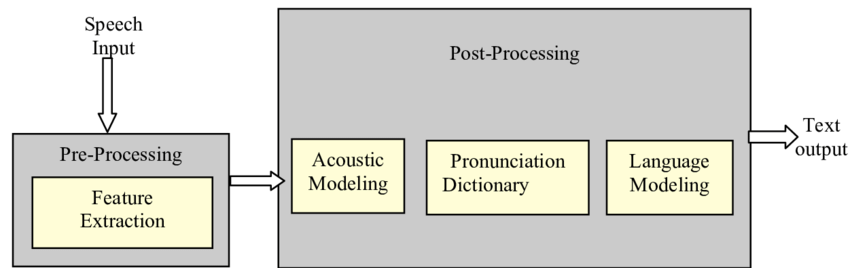 Speech
Input
Pre-Processing
Feature
Extraction
Post-Processing
Acoustic
Modeling
Pronunciation
Dictionary
Language
Modeling
Text
output